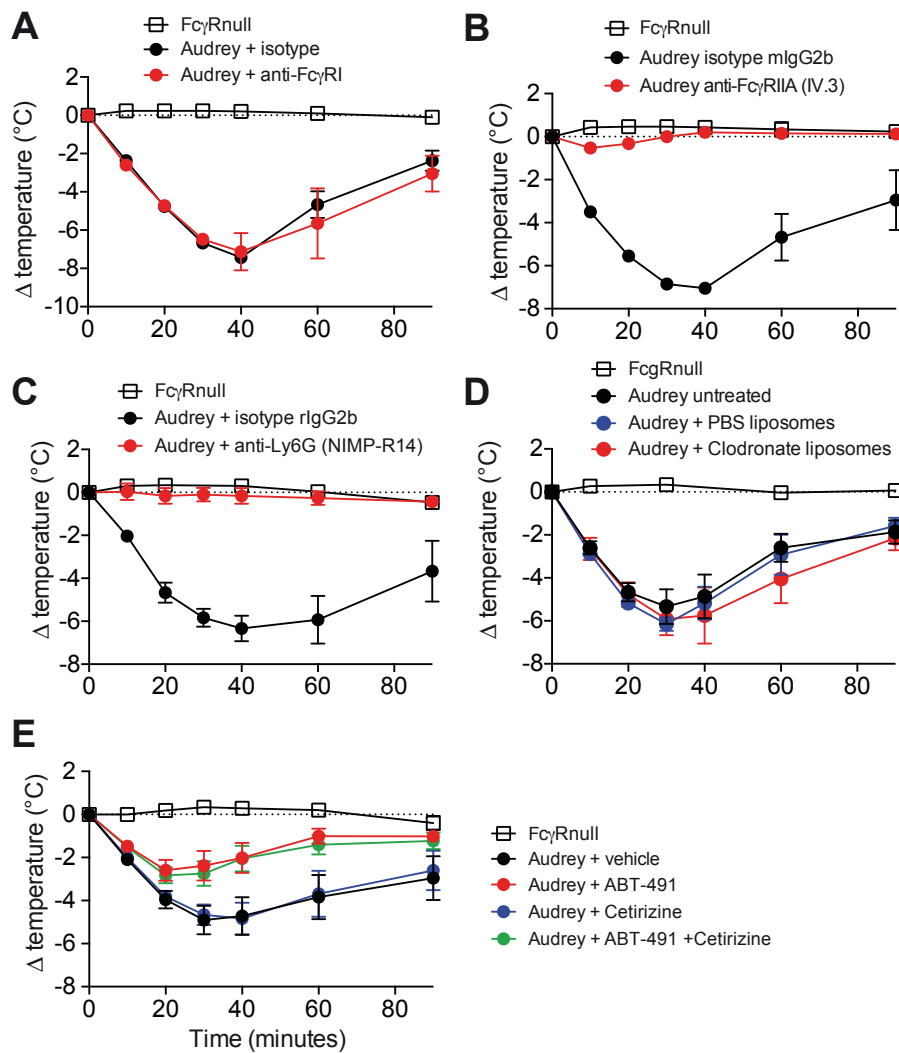 A
FcγRnull
Audrey + isotype
Audrey + anti-FcγRI
Δ temperature (°C)
2
0
-2
-4
-6
-8
-10
0 20 40 60 80
B
FcγRnull
Audrey isotype mIgG2b
Audrey anti-FcγRIIA (IV.3)
Δ temperature (°C)
2
0
-2
-4
-6
-8
0 20 40 60 80
C
FcγRnull
Audrey + isotype rIgG2b
Audrey + anti-Ly6G (NIMP-R14)
Δ temperature (°C)
2
0
-2
-4
-6
-8
0 20 40 60 80
D
FcgRnull
Audrey untreated
Audrey + PBS liposomes
Audrey + Clodronate liposomes
Δ temperature (°C)
2
0
-2
-4
-6
-8
0 20 40 60 80
E
Δ temperature (°C)
2
0
-2
-4
-6
-8
0 20 40 60 80
Time (minutes)
FcγRnull
Audrey + vehicle
Audrey + ABT-491
Audrey + Cetirizine
Audrey + ABT-491 +Cetirizine